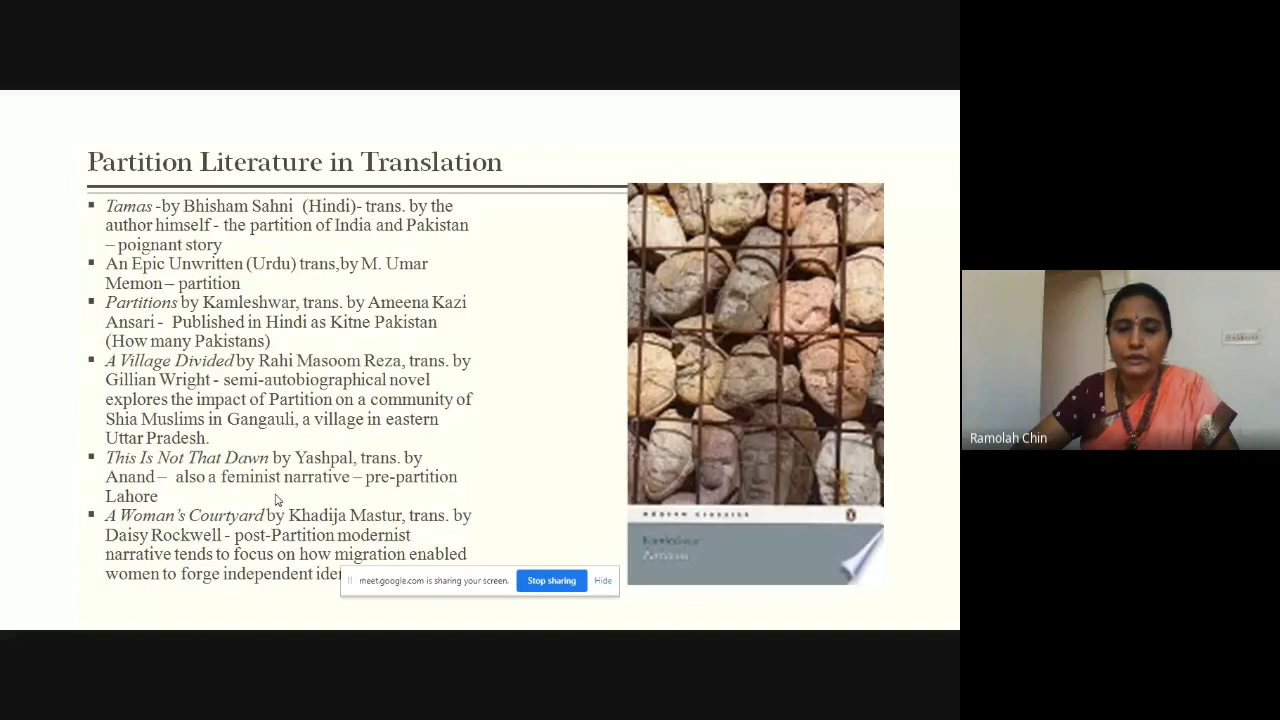 Partition Literature in Translation
▪ Tamas -by Bhisham Sahni (Hindi)- trans. by the
author himself - the partition of India and Pakistan
– poignant story
▪ An Epic Unwritten (Urdu) trans,by M. Umar
Memon – partition
▪ Partitions by Kamleshwar, trans. by Ameena Kazi
Ansari - Published in Hindi as Kitne Pakistan
(How many Pakistans)
▪ A Village Divided by Rahi Masoom Reza, trans. by
Gillian Wright - semi-autobiographical novel
explores the impact of Partition on a community of
Shia Muslims in Gangauli, a village in eastern
Uttar Pradesh.
▪ This Is Not That Dawn by Yashpal, trans. by
Anand – also a feminist narrative – pre-partition
Lahore
▪ A Woman's Courtyard by Khadija Mastur, trans. by
Daisy Rockwell - post-Partition modernist
narrative tends to focus on how migration enabled
women to forge independent
meet.google.com is sharing your screen.
Stop sharing
Hide
MODERN CLASSICS
Ramolah Chin